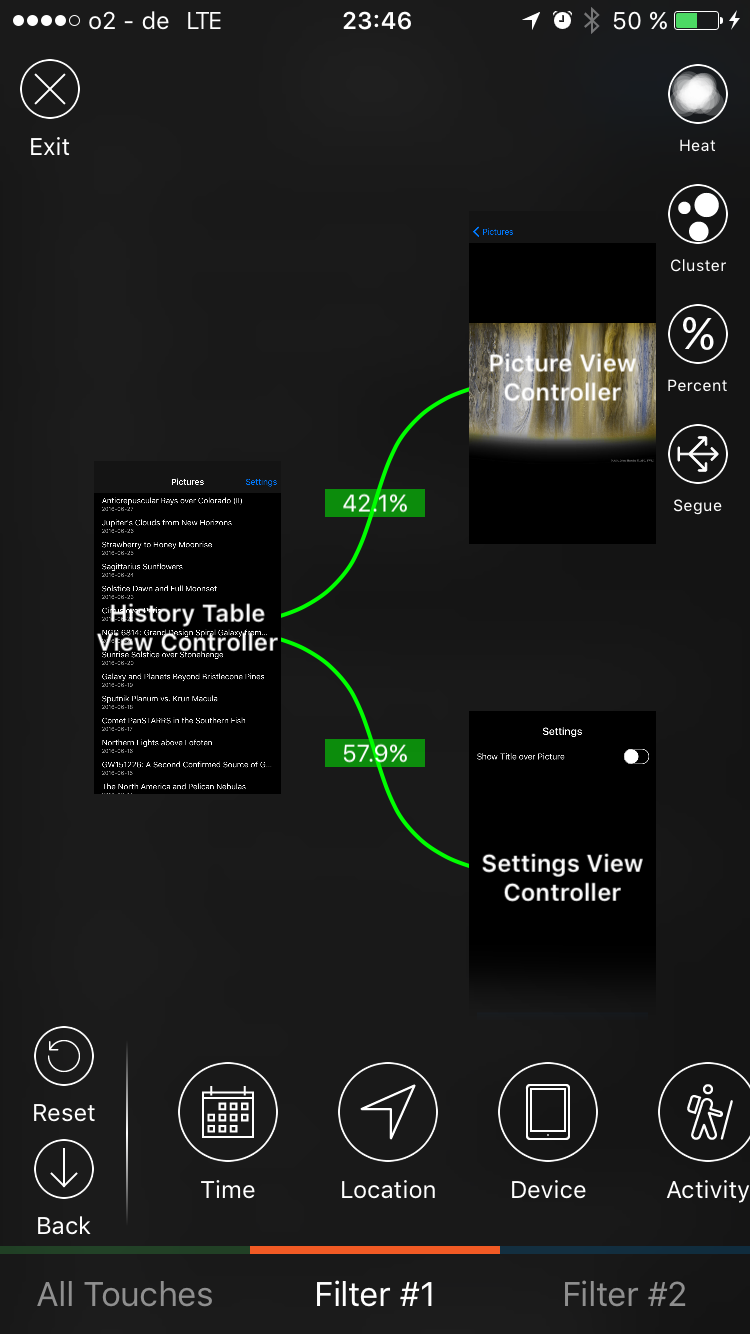 o2 - de LTE 23:46 50 %
Exit
Heat
Cluster
Percent
Segue
Pictures
Picture View
Controller
42.1%
Pictures Settings
Anticrepuscular Rays over Colorado (II)
2016-06-27
Jupiter's Clouds from New Horizons
2016-06-26
Strawberry to Honey Moonrise
2016-06-25
Sagittarius Sunflowers
2016-06-24
Solstice Dawn and Full Moonset
2016-06-23
History Table
View Controller
NGC 6814: Grand Design Spiral Galaxy from...
Sunrise Solstice over Stonehenge
2016-06-20
Galaxy and Planets Beyond Bristlecone Pines
2016-06-19
Sputnik Planum vs. Krun Macula
2016-06-18
Comet PanSTARRS in the Southern Fish
2016-06-17
Northern Lights above Lofoten
2016-06-16
GW151226: A Second Confirmed Source of G...
2016-06-15
The North America and Pelican Nebulas
57.9%
Settings
Show Title over Picture
Settings View
Controller
Reset
Back
Time
Location
Device
Activity
All Touches
Filter #1
Filter #2